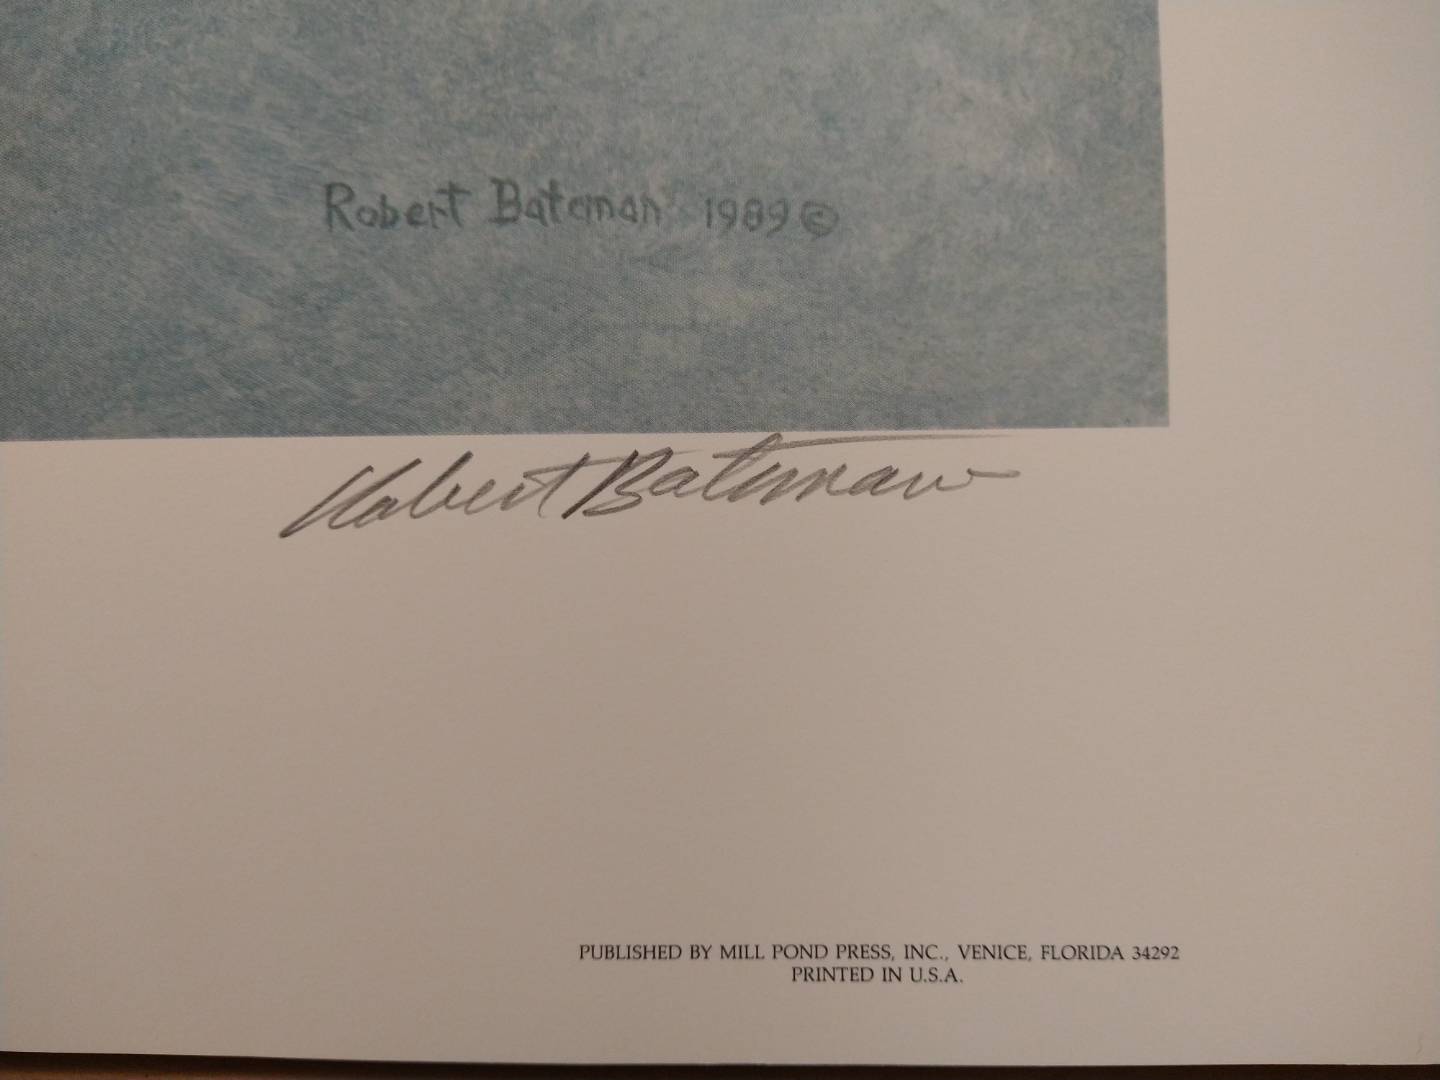 Robert Bateman 1989 ©
Robert Bateman
PUBLISHED BY MILL POND PRESS, INC., VENICE, FLORIDA 34292
PRINTED IN U.S.A.